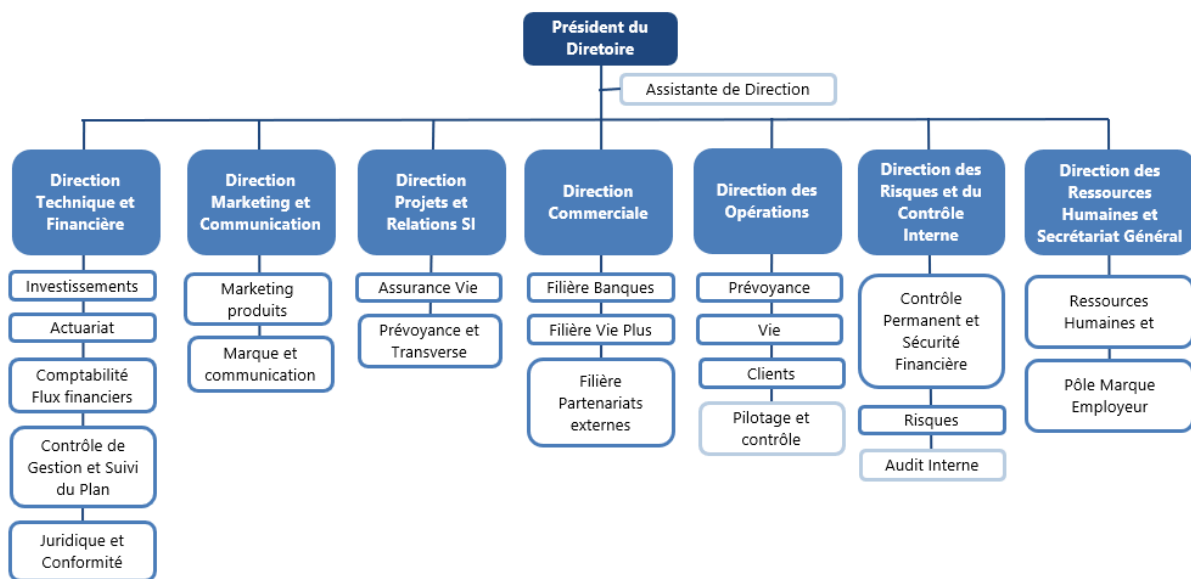 Président du
Diretoire
Assistante de Direction
Direction
Technique et
Financière
Investissements
Actuariat
Comptabilité
Flux financiers
Contrôle de
Gestion et Suivi
du Plan
Juridique et
Conformité
Direction
Marketing et
Communication
Marketing
produits
Marque et
communication
Direction
Projets et
Relations SI
Assurance Vie
Prévoyance et
Transverse
Direction
Commerciale
Filière Banques
Filière Vie Plus
Filière
Partenariats
externes
Direction des
Opérations
Prévoyance
Vie
Clients
Pilotage et
contrôle
Direction des
Risques et du
Contrôle
Interne
Contrôle
Permanent et
Sécurité
Financière
Risques
Audit Interne
Direction des
Ressources
Humaines et
Secrétariat Général
Ressources
Humaines et
Pôle Marque
Employeur